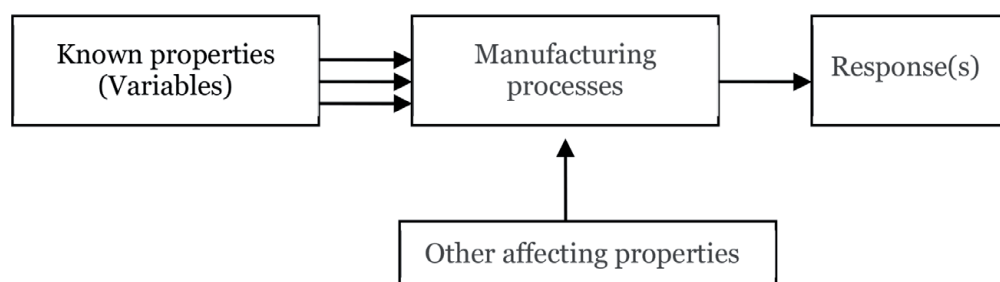 Known properties
(Variables)
Manufacturing
processes
Response(s)
Other affecting properties